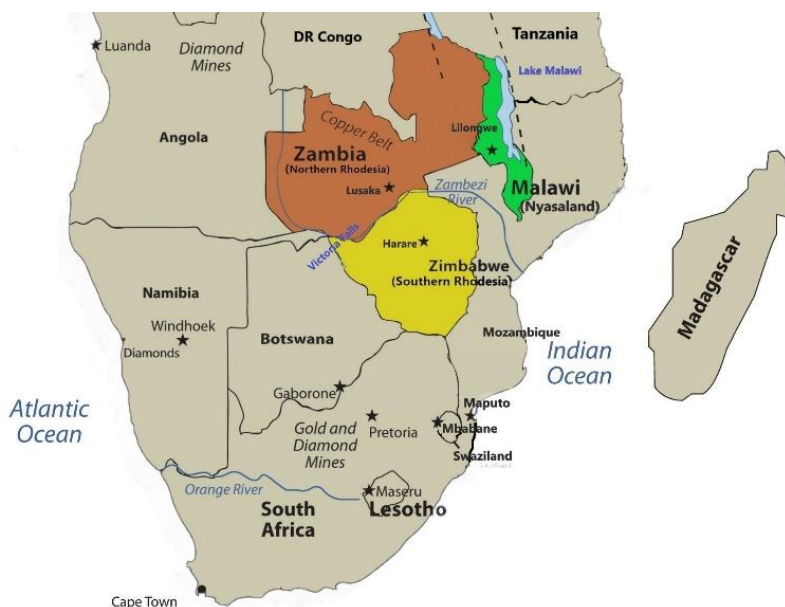 Luanda
Diamond
Mines
DR Congo
Tanzania
Lake Malawi
Angola
Copper Belt
Zambia
(Northern Rhodesia)
Lusaka
Lilongwe
Zambezi
River
Malawi
(Nyasaland)
Victoria Falls
Harare
Zimbabwe
(Southern Rhodesia)
Madagascar
Namibia
Windhoek
Diamonds
Botswana
Mozambique
Indian
Ocean
Atlantic
Ocean
Gaborone
Gold and
Diamond
Mines
Pretoria
Maputo
Mbabane
Swaziland
Orange River
Maseru
South
Africa
Lesotho
Cape Town